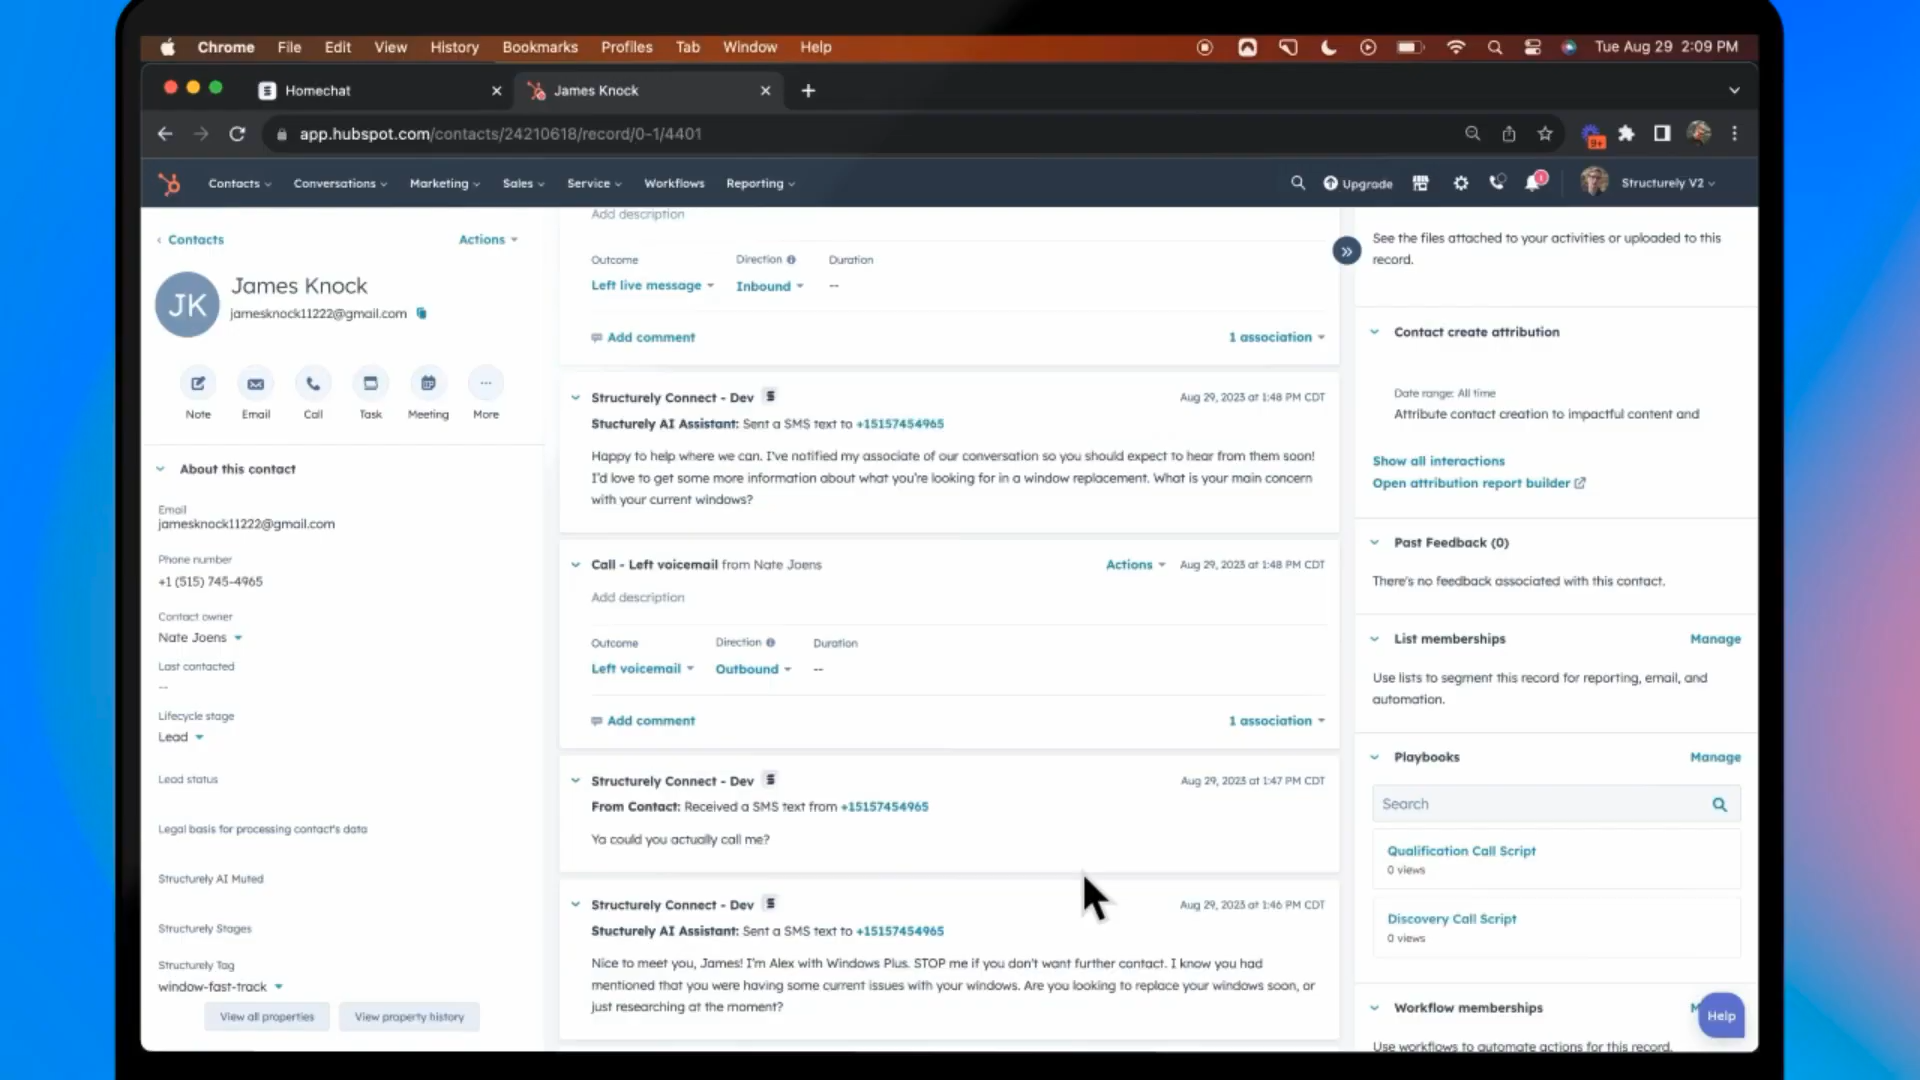 Chrome File Edit View History Bookmarks Profiles Tab Window Help Tue Aug 29 2:09 PM
Homechat James Knock
app.hubspot.com/contacts/24210618/record/0-1/4401
9+
Contacts Conversations Marketing Sales Service Workflows Reporting Upgrade 1 Structurely V2
Contacts Actions
JK
James Knock
jamesknock11222@gmail.com
Note Email Call Task Meeting More
About this contact
Email
jamesknock11222@gmail.com
Phone number
+1 (515) 745-4965
Contact owner
Nate Joens
Last contacted
--
Lifecycle stage
Lead
Lead status
Legal basis for processing contact's data
Structurely AI Muted
Structurely Stages
Structurely Tag
window-fast-track
View all properties View property history
Add description
Outcome Direction Duration
Left live message Inbound --
Add comment 1 association
Structurely Connect - Dev S Aug 29, 2023 at 1:48 PM CDT
Stucturely AI Assistant: Sent a SMS text to +15157454965
Happy to help where we can. I've notified my associate of our conversation so you should expect to hear from them soon!
I'd love to get some more information about what you're looking for in a window replacement. What is your main concern
with your current windows?
Call - Left voicemail from Nate Joens Actions Aug 29, 2023 at 1:48 PM CDT
Add description
Outcome Direction Duration
Left voicemail Outbound --
Add comment 1 association
Structurely Connect - Dev S Aug 29, 2023 at 1:47 PM CDT
From Contact: Received a SMS text from +15157454965
Ya could you actually call me?
Structurely Connect - Dev S Aug 29, 2023 at 1:46 PM CDT
Stucturely AI Assistant: Sent a SMS text to +15157454965
Nice to meet you, James! I'm Alex with Windows Plus. STOP me if you don't want further contact. I know you had
mentioned that you were having some current issues with your windows. Are you looking to replace your windows soon, or
just researching at the moment?
See the files attached to your activities or uploaded to this
record.
Contact create attribution
Date range: All time
Attribute contact creation to impactful content and
Show all interactions
Open attribution report builder
Past Feedback (0)
There's no feedback associated with this contact.
List memberships Manage
Use lists to segment this record for reporting, email, and
automation.
Playbooks Manage
Search
Qualification Call Script
0 views
Discovery Call Script
0 views
Workflow memberships
Help
Use workflows to automate actions for this record.